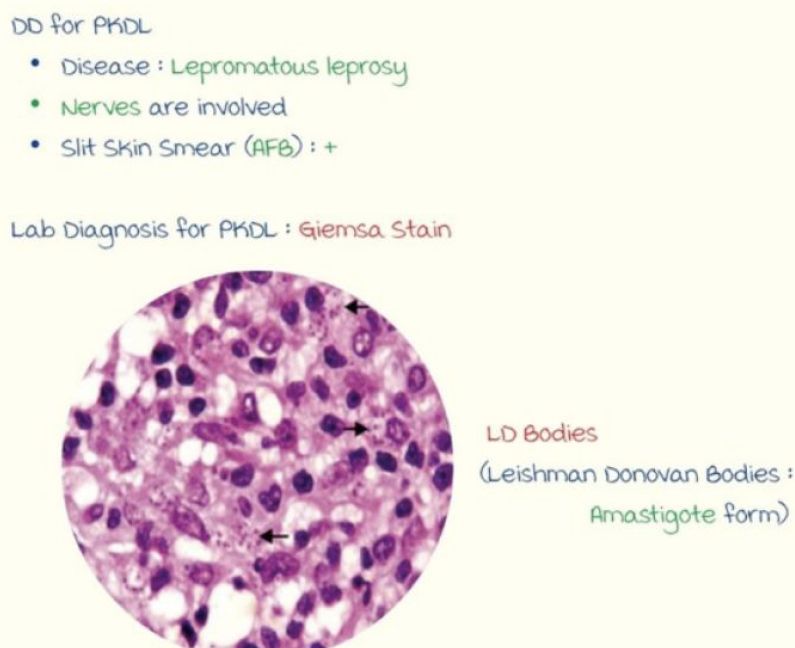 DD for PKDL
• Disease : Lepromatous leprosy
• Nerves are involved
• Slit Skin Smear (AFB) : +
Lab Diagnosis for PKDL : Giemsa Stain
LD Bodies
(Leishman Donovan Bodies :
Amastigote form)